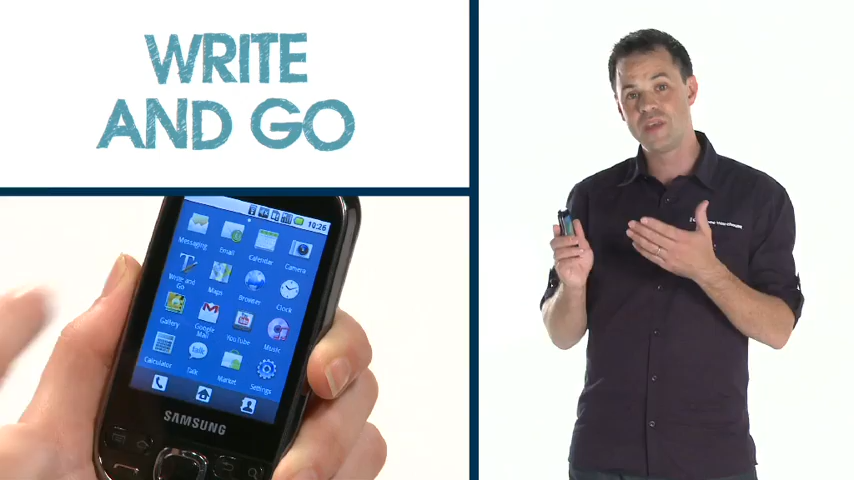 WRITE
AND GO
10:26
Messaging
Email
Calendar
Camera
Write and
Go
Maps
Browser
Clock
Gallery
Google
Mail
YouTube
Music
Calculator
Talk
Market
Settings
talk
SAMSUNG